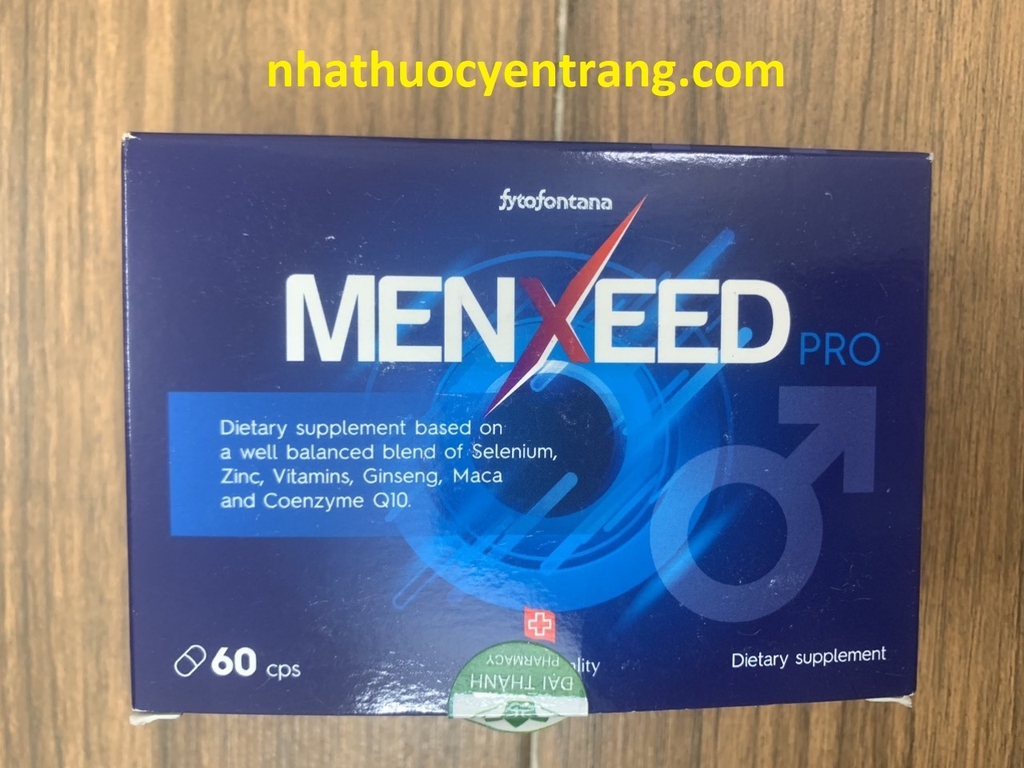 nhathuocyentrang.com
fytofontana
MENXEED PRO
Dietary supplement based on
a well balanced blend of Selenium,
Zinc, Vitamins, Ginseng, Maca
and Coenzyme Q10.
60 cps
PHARMACY
ĐẠI THÀNH
Dietary supplement